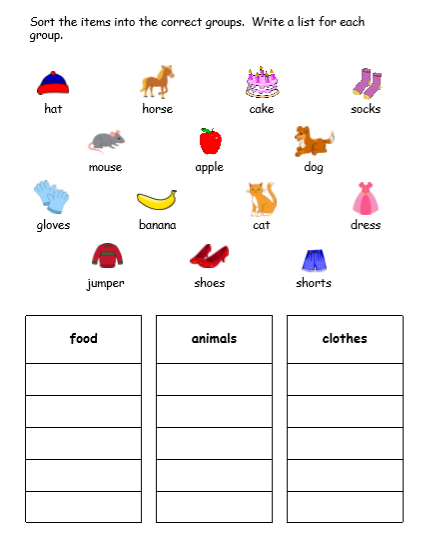 Sort the items into the correct groups.  Write a list for each
group.
hat horse cake socks
mouse apple dog
gloves banana cat dress
jumper shoes shorts
food animals clothes